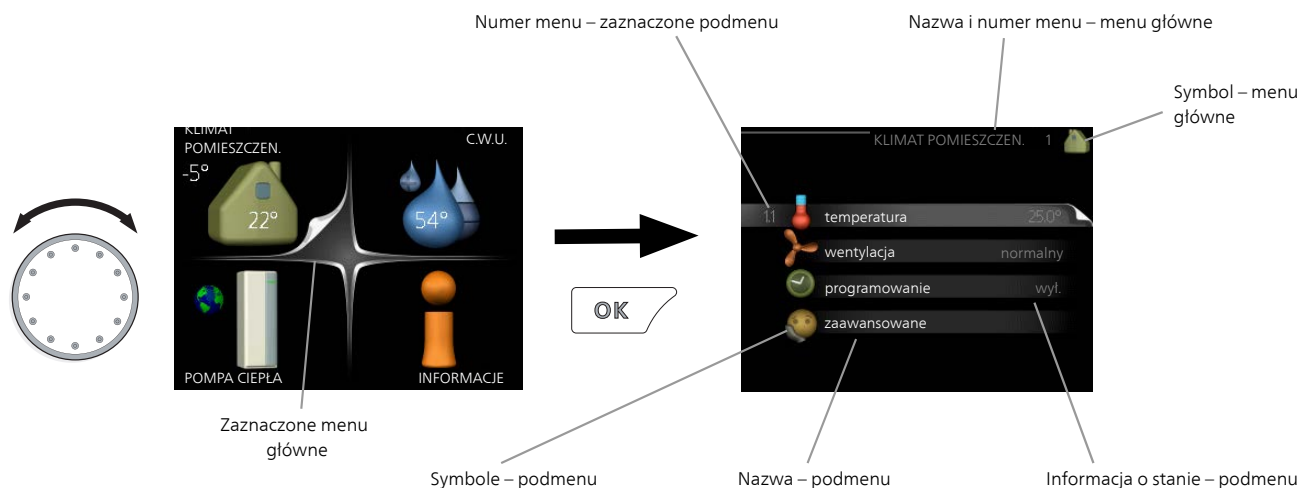 Numer menu – zaznaczone podmenu
Nazwa i numer menu – menu główne
Symbol – menu
główne
KLIMAT
POMIESZCZEN.
-5°
22°
C.W.U.
54°
POMPA CIEPŁA
INFORMACJE
OK
KLIMAT POMIESZCZEN. 1
1.1 temperatura 25.0°
wentylacja normalny
programowanie wył.
zaawansowane
Zaznaczone menu
główne
Symbole – podmenu
Nazwa – podmenu
Informacja o stanie – podmenu